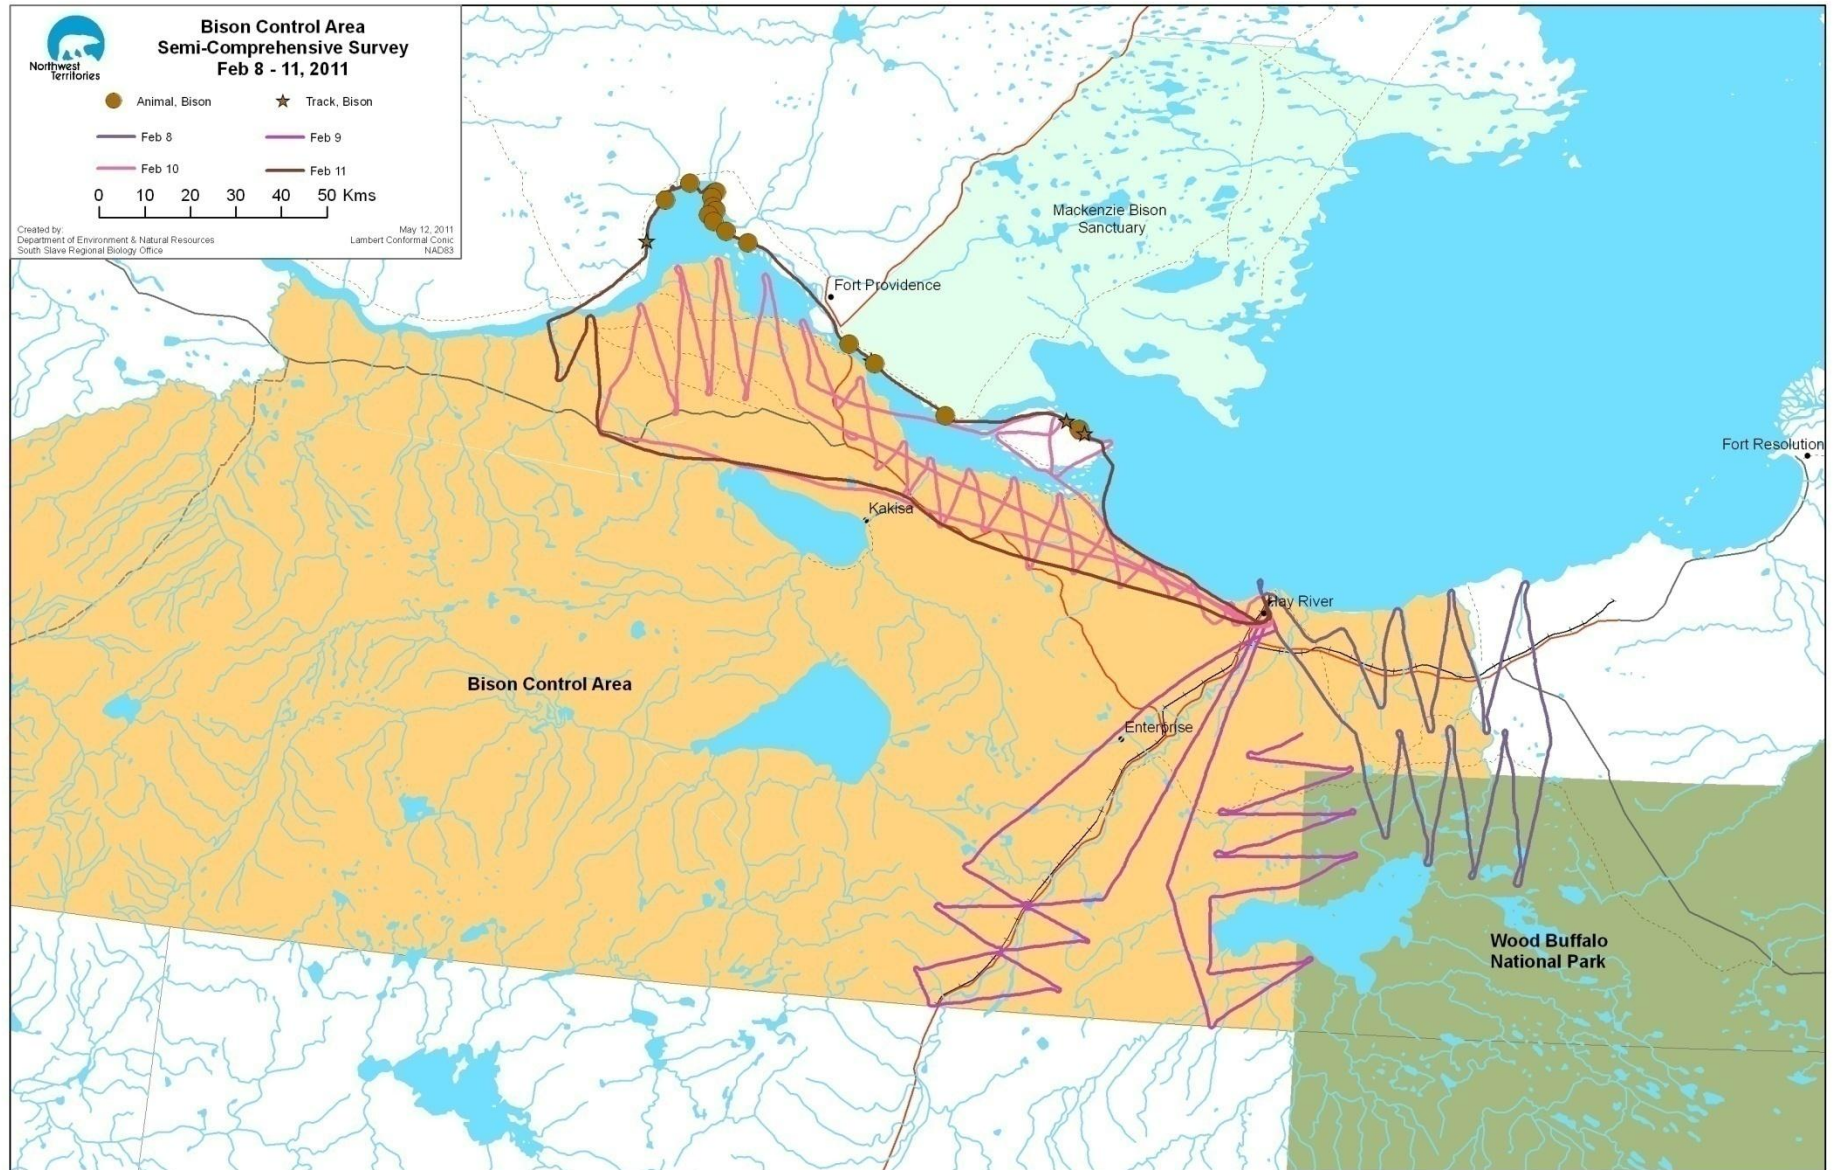 Bison Control Area
Semi-Comprehensive Survey
Feb 8 - 11, 2011
Northwest
Territories
Animal, Bison
Track, Bison
Feb 8
Feb 9
Feb 10
Feb 11
0 10 20 30 40 50 Kms
Created by:
Department of Environment & Natural Resources
South Slave Regional Biology Office
May 12, 2011
Lambert Conformal Conic
NAD83
Mackenzie Bison
Sanctuary
Fort Providence
Fort Resolution
Kakisa
Hay River
Bison Control Area
Enterprise
Wood Buffalo
National Park